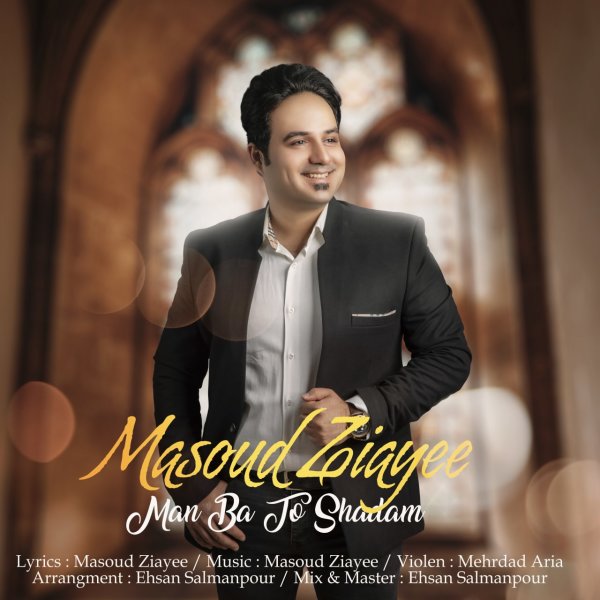 Masoud Ziayee
Man Ba To Shadam
Lyrics : Masoud Ziayee / Music : Masoud Ziayee / Violen : Mehrdad Aria
Arrangment : Ehsan Salmanpour / Mix & Master : Ehsan Salmanpour